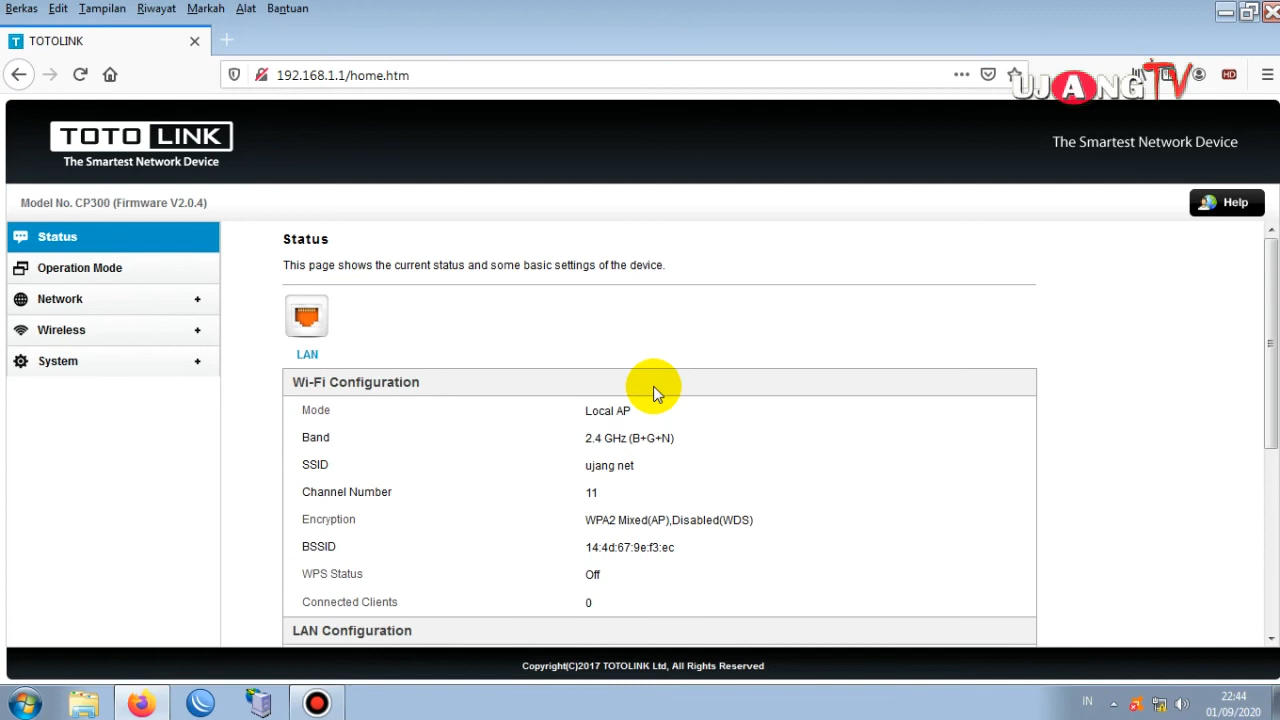 Berkas Edit Tampilan Riwayat Markah Alat Bantuan
TOTOLINK
192.168.1.1/home.htm
HD
UJANGTV
TOTO LINK
The Smartest Network Device
The Smartest Network Device
Model No. CP300 (Firmware V2.0.4)
Help
Status
Operation Mode
Network +
Wireless +
System +
Status
This page shows the current status and some basic settings of the device.
LAN
Wi-Fi Configuration
Mode Local AP
Band 2.4 GHz (B+G+N)
SSID ujang net
Channel Number 11
Encryption WPA2 Mixed(AP),Disabled(WDS)
BSSID 14:4d:67:9e:f3:ec
WPS Status Off
Connected Clients 0
LAN Configuration
Copyright(C)2017 TOTOLINK Ltd, All Rights Reserved
IN
22:44
01/09/2020